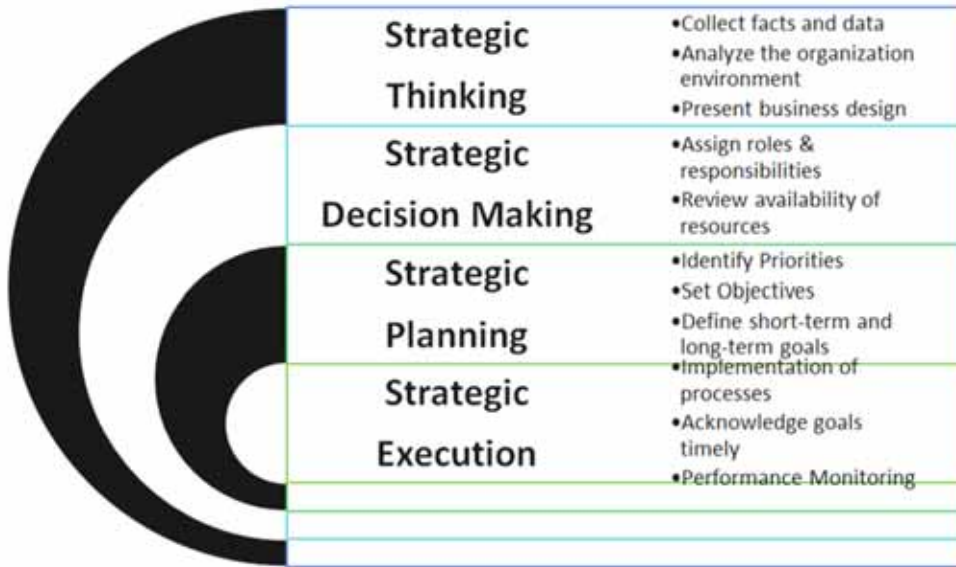 Strategic
Thinking
•Collect facts and data
•Analyze the organization
environment
•Present business design
Strategic
Decision Making
•Assign roles &
responsibilities
•Review availability of
resources
Strategic
Planning
•Identify Priorities
•Set Objectives
•Define short-term and
long-term goals
Strategic
Execution
•Implementation of
processes
•Acknowledge goals
timely
•Performance Monitoring